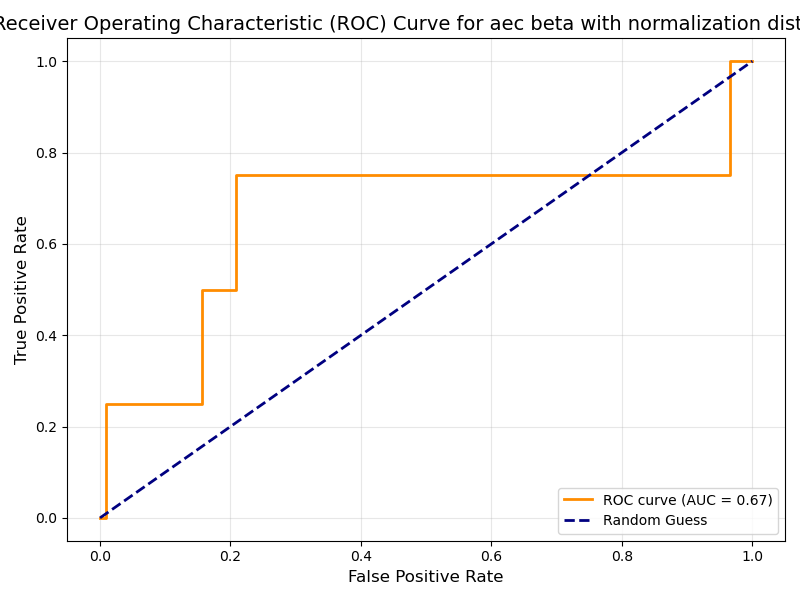 Receiver Operating Characteristic (ROC) Curve for aec beta with normalization dist
1.0
0.8
0.6
0.4
0.2
0.0
True Positive Rate
ROC curve (AUC = 0.67)
Random Guess
0.0 0.2 0.4 0.6 0.8 1.0
False Positive Rate